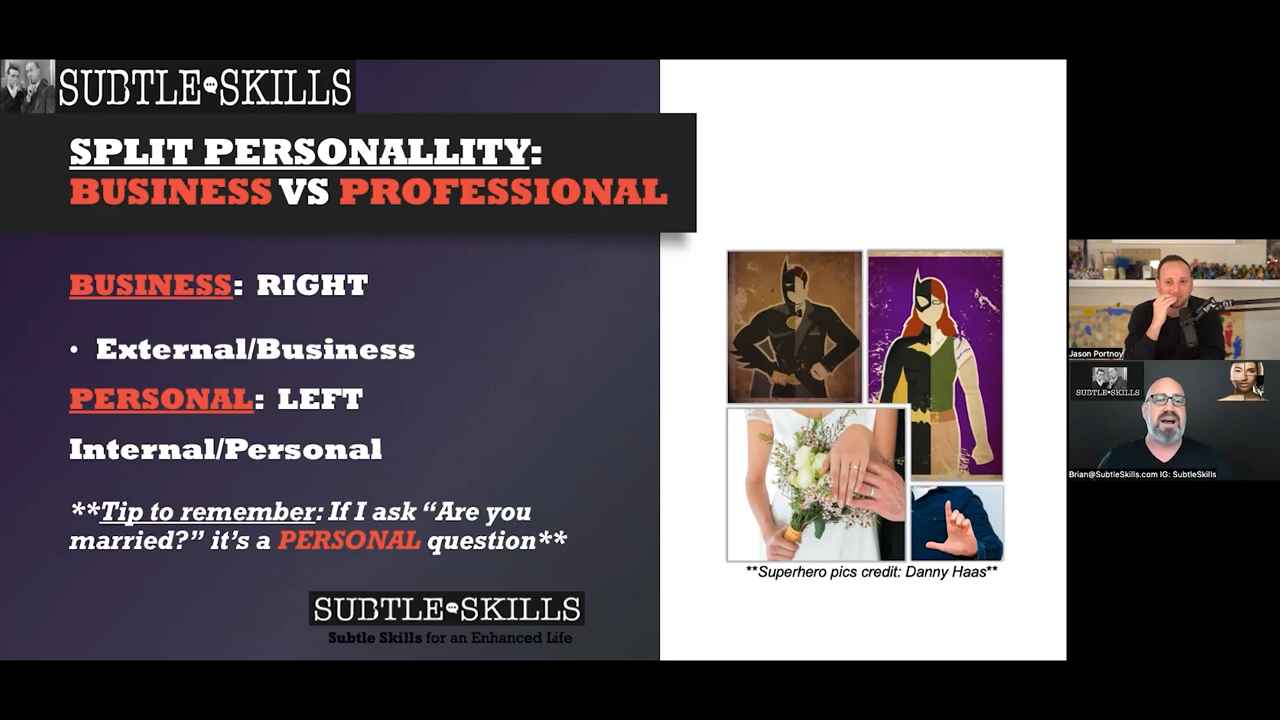 SUBTLE SKILLS
SPLIT PERSONALLITY:
BUSINESS VS PROFESSIONAL
BUSINESS: RIGHT
• External/Business
PERSONAL: LEFT
Internal/Personal
**Tip to remember: If I ask “Are you
married?” it’s a PERSONAL question**
SUBTLE SKILLS
Subtle Skills for an Enhanced Life
**Superhero pics credit: Danny Haas**
Jason Portnoy
SUBTLE SKILLS
Brian@SubtleSkills.com IG: SubtleSkills